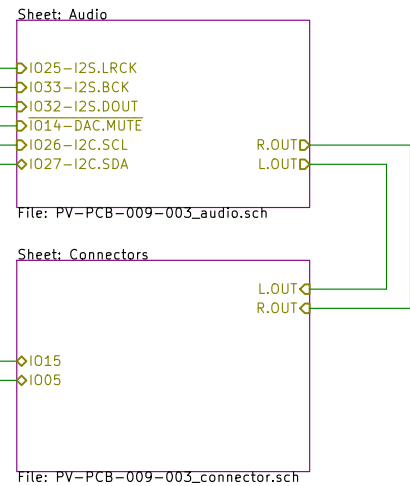 Sheet: Audio
IO25-I2S.LRCK
IO33-I2S.BCK
IO32-I2S.DOUT
IO14-DAC.MUTE
IO26-I2C.SCL
R.OUT
IO27-I2C.SDA
L.OUT
File: PV-PCB-009-003_audio.sch
Sheet: Connectors
L.OUT
R.OUT
IO15
IO05
File: PV-PCB-009-003_connector.sch